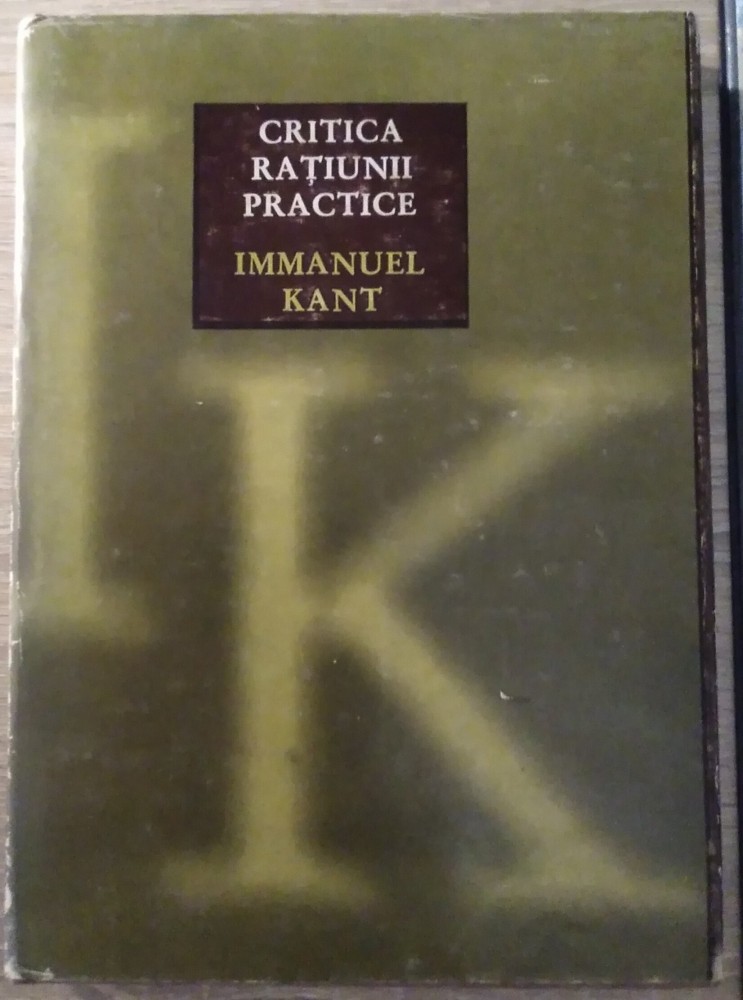 CRITICA
RAȚIUNII
PRACTICE
IMMANUEL
KANT
I
K